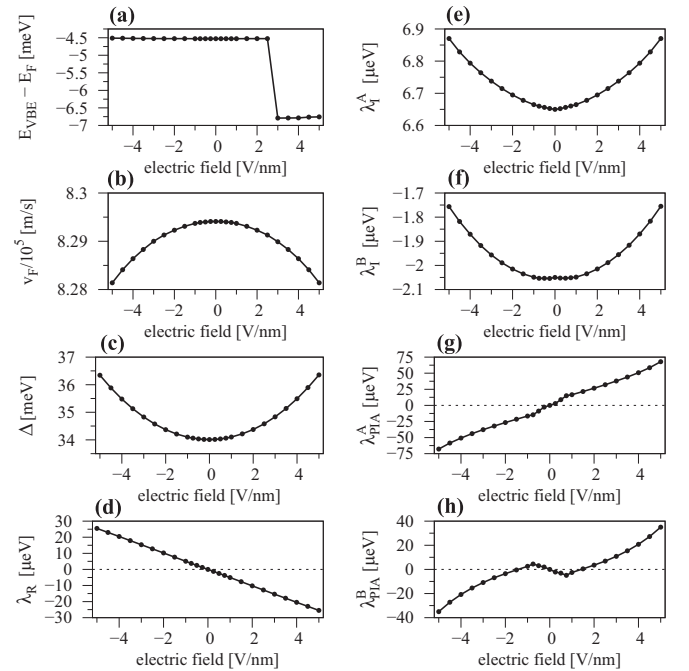 (a)
E_VBE − E_F [meV]
−4.5
−5
−5.5
−6
−6.5
−7
−4 −2 0 2 4
electric field [V/nm]
(b)
v_F/10^5 [m/s]
8.3
8.29
8.28
−4 −2 0 2 4
electric field [V/nm]
(c)
Δ [meV]
37
36
35
34
−4 −2 0 2 4
electric field [V/nm]
(d)
λ_R [μeV]
30
20
10
0
−10
−20
−30
−4 −2 0 2 4
electric field [V/nm]
(e)
λ_I^A [μeV]
6.9
6.8
6.7
6.6
−4 −2 0 2 4
electric field [V/nm]
(f)
λ_I^B [μeV]
−1.7
−1.8
−1.9
−2
−2.1
−4 −2 0 2 4
electric field [V/nm]
(g)
λ_PIA^A [μeV]
75
50
25
0
−25
−50
−75
−4 −2 0 2 4
electric field [V/nm]
(h)
λ_PIA^B [μeV]
40
20
0
−20
−40
−4 −2 0 2 4
electric field [V/nm]